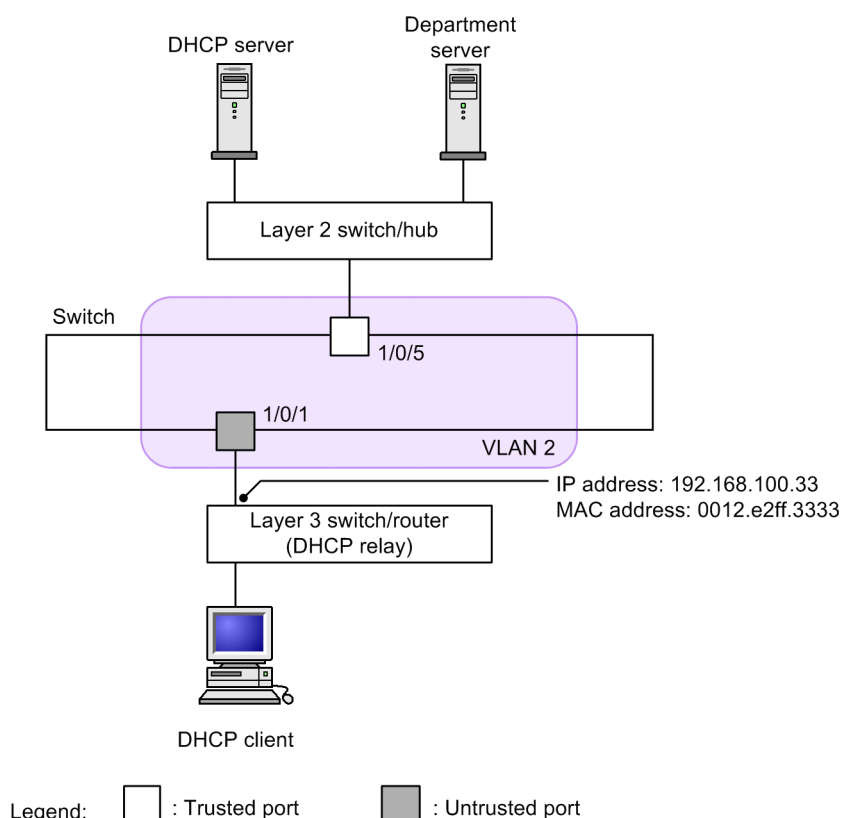 DHCP server
Department
server
Layer 2 switch/hub
Switch
1/0/5
1/0/1
VLAN 2
IP address: 192.168.100.33
MAC address: 0012.e2ff.3333
Layer 3 switch/router
(DHCP relay)
DHCP client
Legend: : Trusted port : Untrusted port